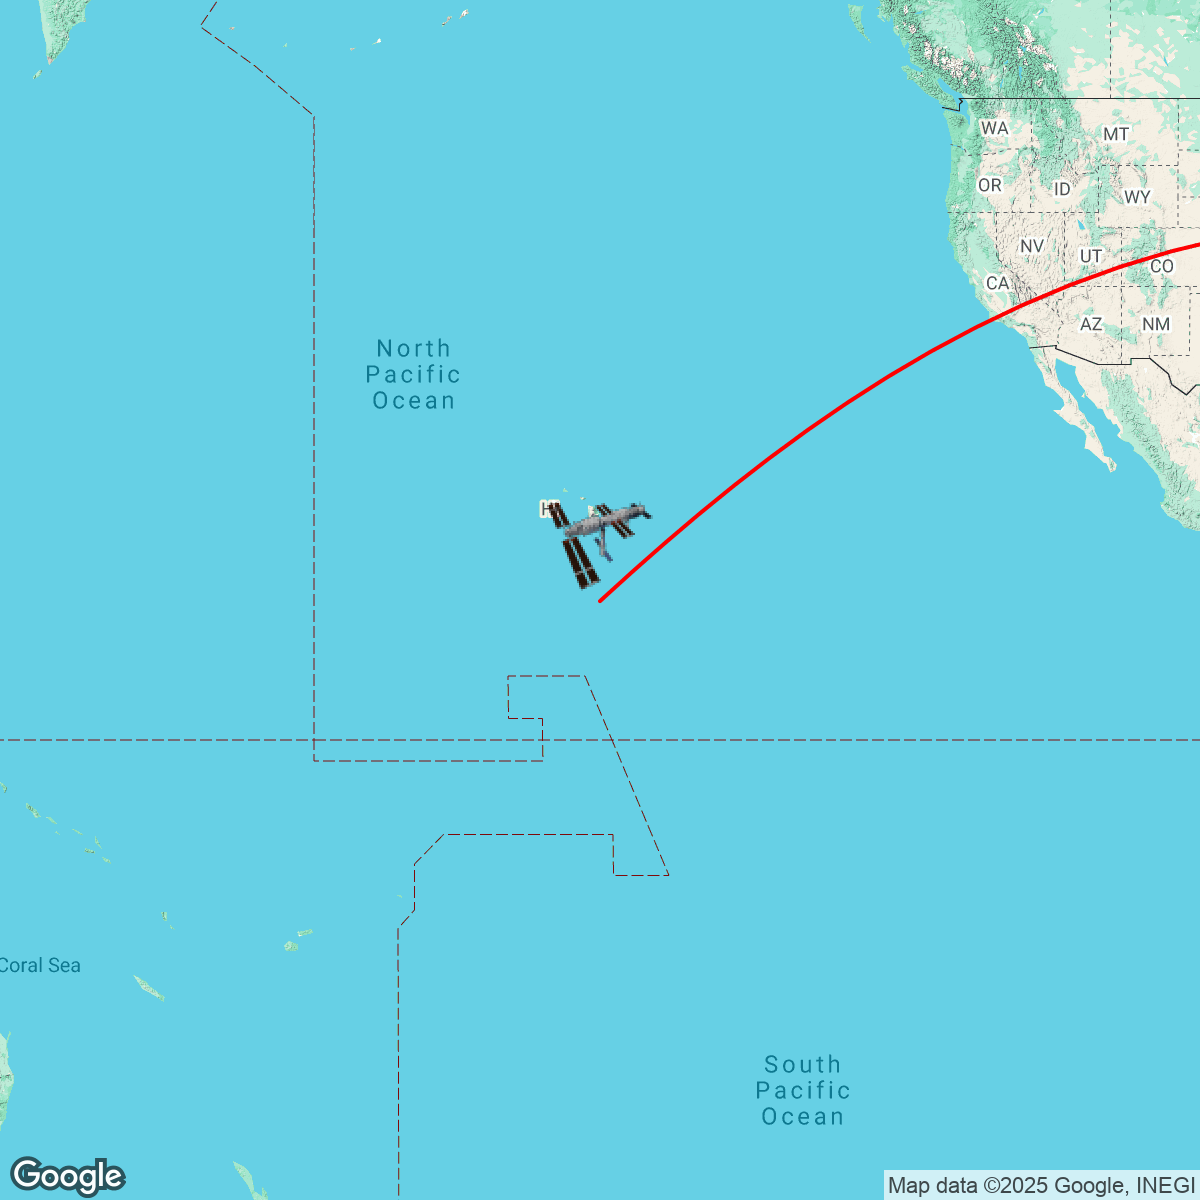 WA
MT
OR
ID
WY
NV
UT
CO
CA
AZ
NM
North
Pacific
Ocean
Coral Sea
South
Pacific
Ocean
Google
Map data ©2025 Google, INEGI